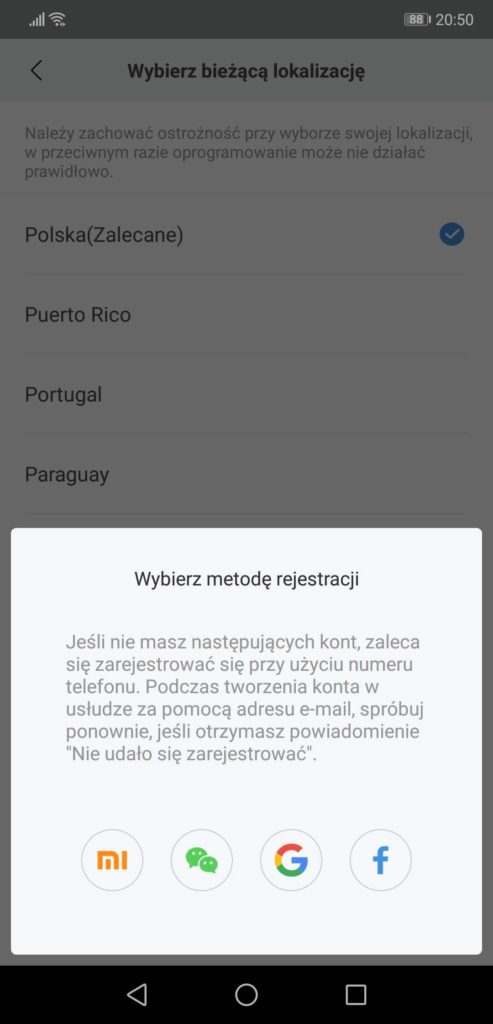 88 20:50
Wybierz bieżącą lokalizację
Należy zachować ostrożność przy wyborze swojej lokalizacji,
w przeciwnym razie oprogramowanie może nie działać
prawidłowo.
Polska(Zalecane)
Puerto Rico
Portugal
Paraguay
Wybierz metodę rejestracji
Jeśli nie masz następujących kont, zaleca
się zarejestrować się przy użyciu numeru
telefonu. Podczas tworzenia konta w
usłudze za pomocą adresu e-mail, spróbuj
ponownie, jeśli otrzymasz powiadomienie
"Nie udało się zarejestrować".
mi G f